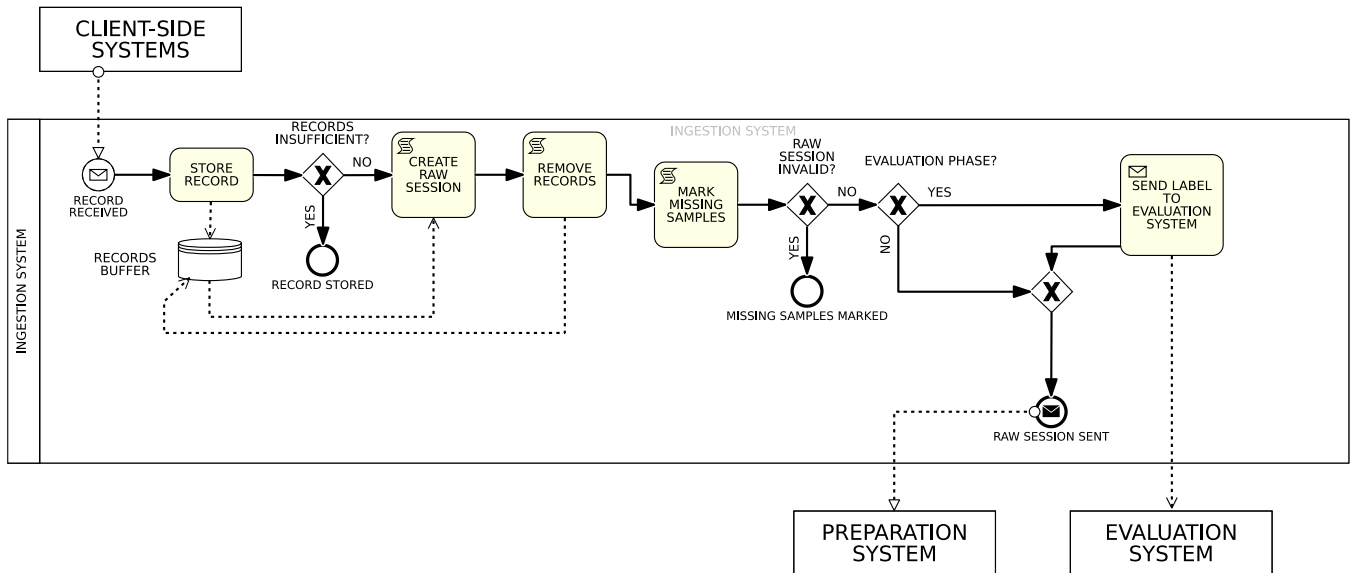 CLIENT-SIDE
SYSTEMS
INGESTION SYSTEM
INGESTION SYSTEM
RECORD
RECEIVED
STORE
RECORD
RECORDS
BUFFER
RECORDS
INSUFFICIENT?
NO
YES
RECORD STORED
CREATE
RAW
SESSION
REMOVE
RECORDS
MARK
MISSING
SAMPLES
RAW
SESSION
INVALID?
NO
YES
MISSING SAMPLES MARKED
EVALUATION PHASE?
YES
NO
SEND LABEL
TO
EVALUATION
SYSTEM
RAW SESSION SENT
PREPARATION
SYSTEM
EVALUATION
SYSTEM